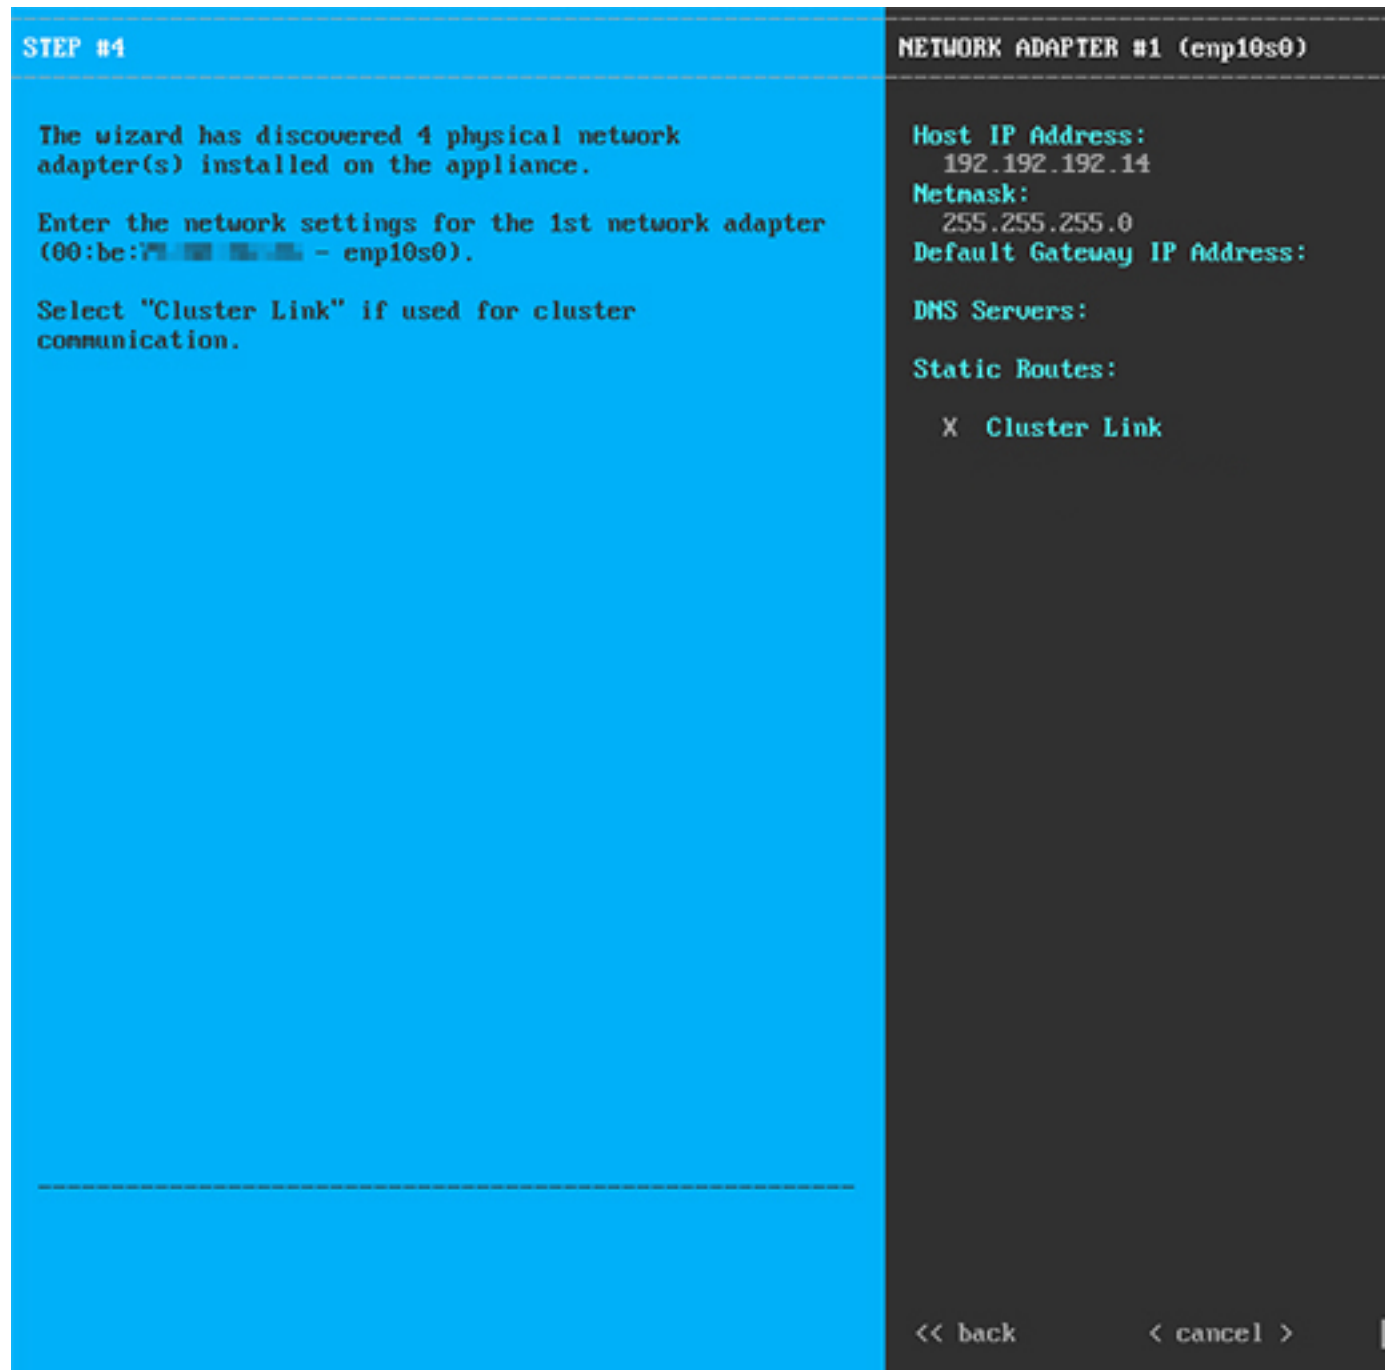 STEP #4
The wizard has discovered 4 physical network
adapter(s) installed on the appliance.
Enter the network settings for the 1st network adapter
(00:be: - enp10s0).
Select "Cluster Link" if used for cluster
communication.
NETWORK ADAPTER #1 (enp10s0)
Host IP Address:
192.192.192.14
Netmask:
255.255.255.0
Default Gateway IP Address:
DNS Servers:
Static Routes:
X Cluster Link
<< back < cancel >